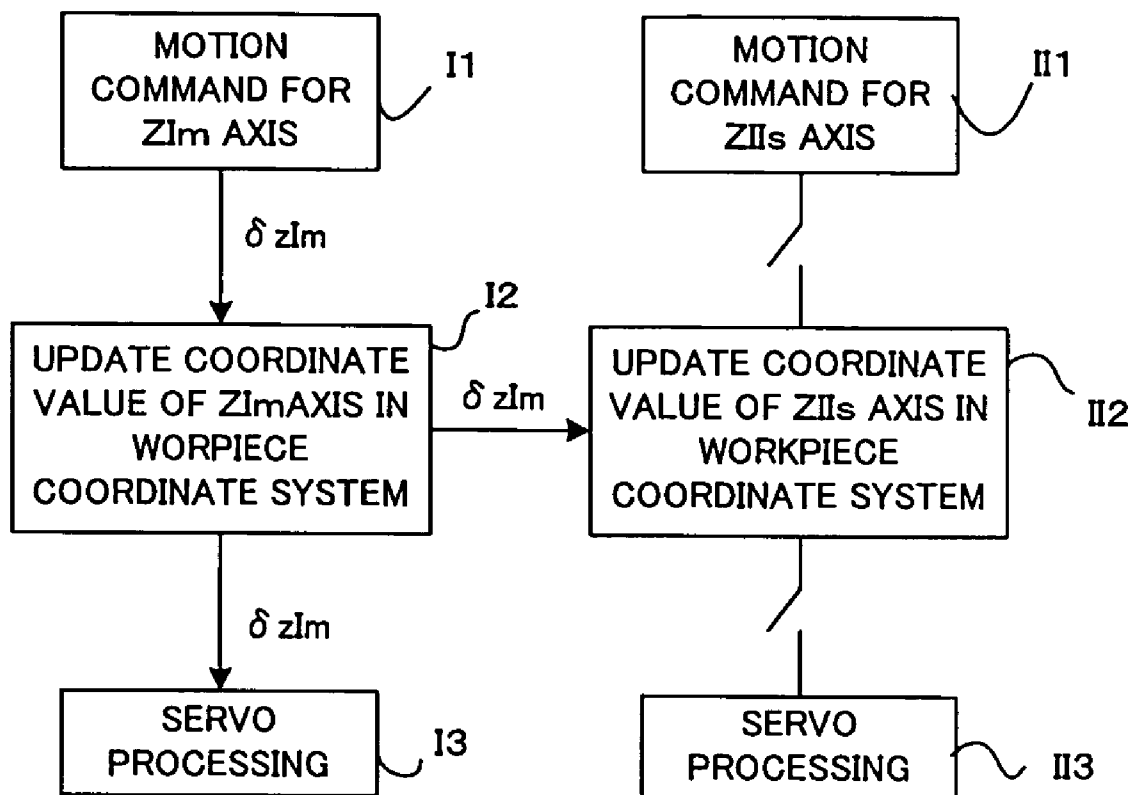 MOTION
COMMAND FOR
ZIm AXIS
I1
MOTION
COMMAND FOR
ZIIs AXIS
II1
δ zIm
I2
UPDATE COORDINATE
VALUE OF ZImAXIS IN
WORPIECE
COORDINATE SYSTEM
δ zIm
UPDATE COORDINATE
VALUE OF ZIIs AXIS IN
WORKPIECE
COORDINATE SYSTEM
II2
δ zIm
SERVO
PROCESSING
I3
SERVO
PROCESSING
II3